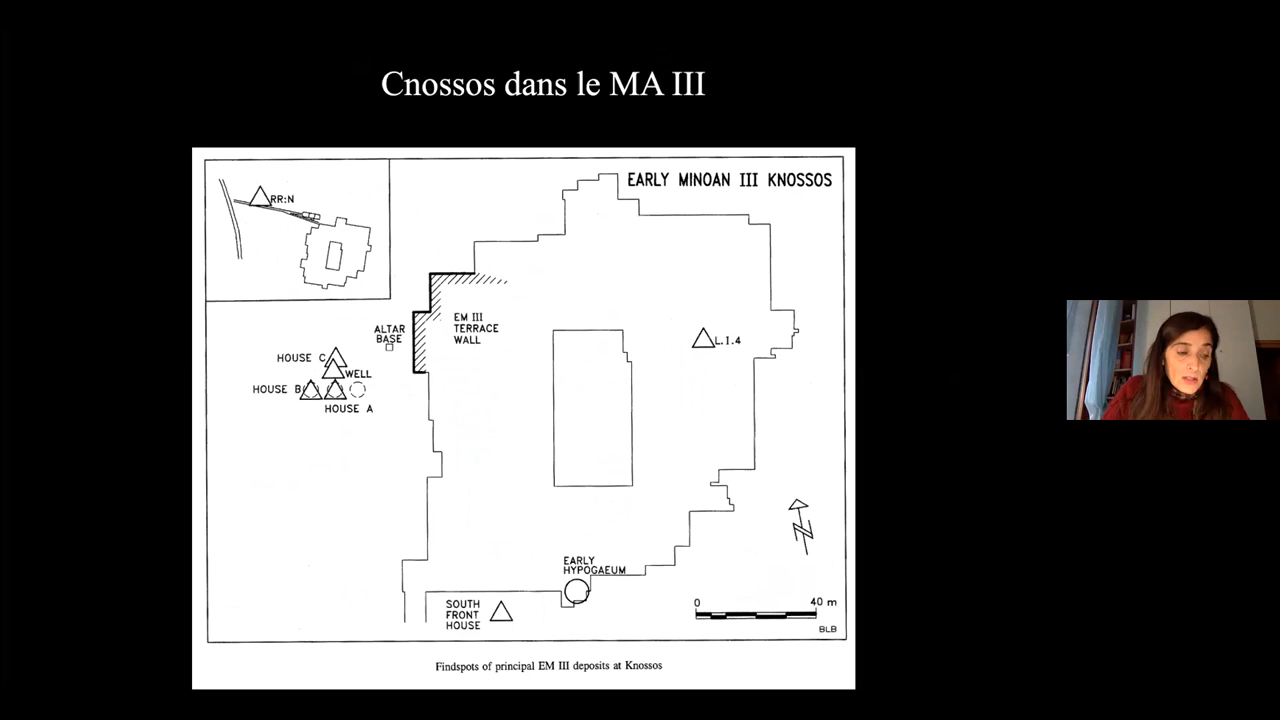 Cnossos dans le MA III
EARLY MINOAN III KNOSSOS
RR:N
EM III
TERRACE
WALL
ALTAR
BASE
HOUSE C
WELL
HOUSE B
HOUSE A
L.I.4
EARLY
HYPOGAEUM
SOUTH
FRONT
HOUSE
0 40 m
BLB
Findspots of principal EM III deposits at Knossos